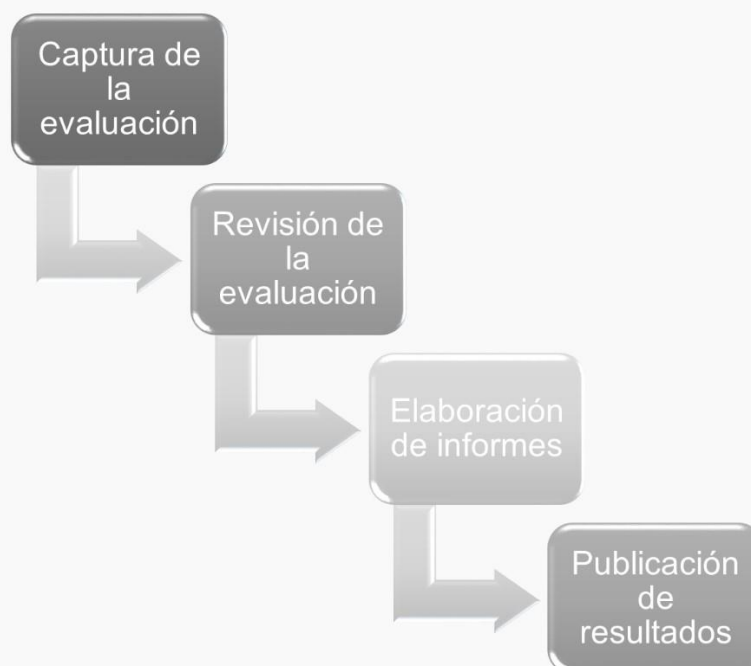 Captura de
la
evaluación
Revisión de
la
evaluación
Elaboración
de informes
Publicación
de
resultados